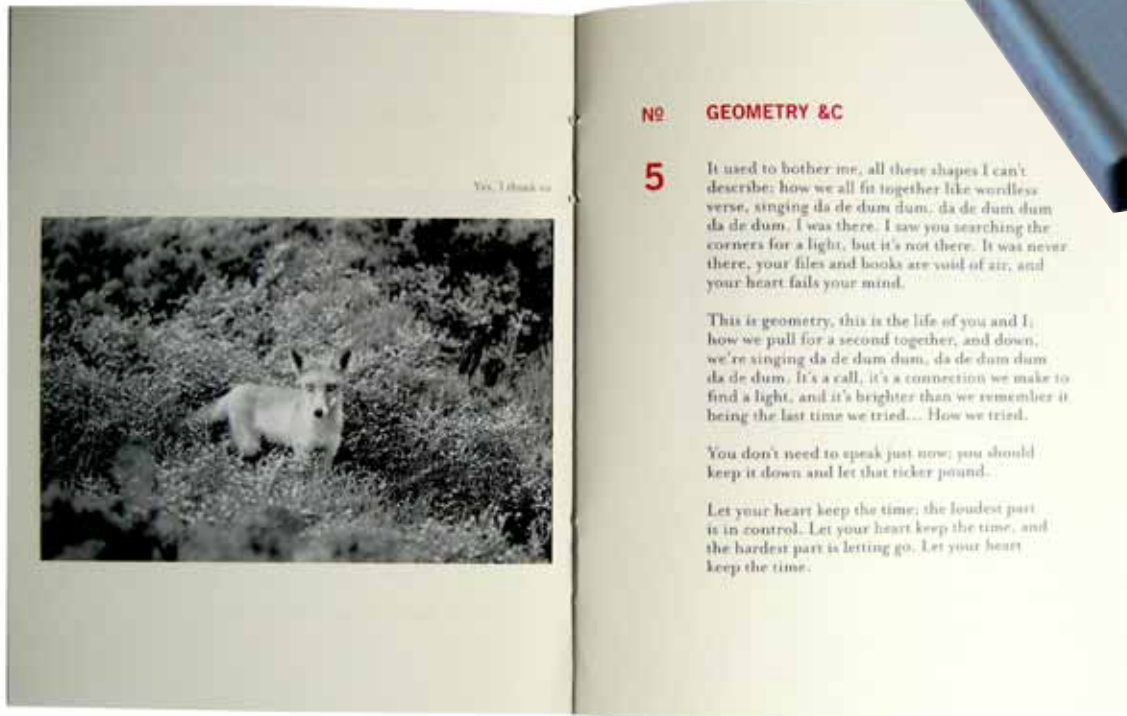 Yes, I think so
Nº GEOMETRY &C
5
It used to bother me, all these shapes I can't
describe; how we all fit together like wordless
verse, singing da de dum dum, da de dum dum
da de dum. I was there. I saw you searching the
corners for a light, but it's not there. It was never
there, your files and books are void of air, and
your heart fails your mind.
This is geometry, this is the life of you and I;
how we pull for a second together, and down,
we're singing da de dum dum, da de dum dum
da de dum. It's a call, it's a connection we make to
find a light, and it's brighter than we remember it
being the last time we tried... How we tried.
You don't need to speak just now; you should
keep it down and let that ticker pound.
Let your heart keep the time; the loudest part
is in control. Let your heart keep the time, and
the hardest part is letting go. Let your heart
keep the time.